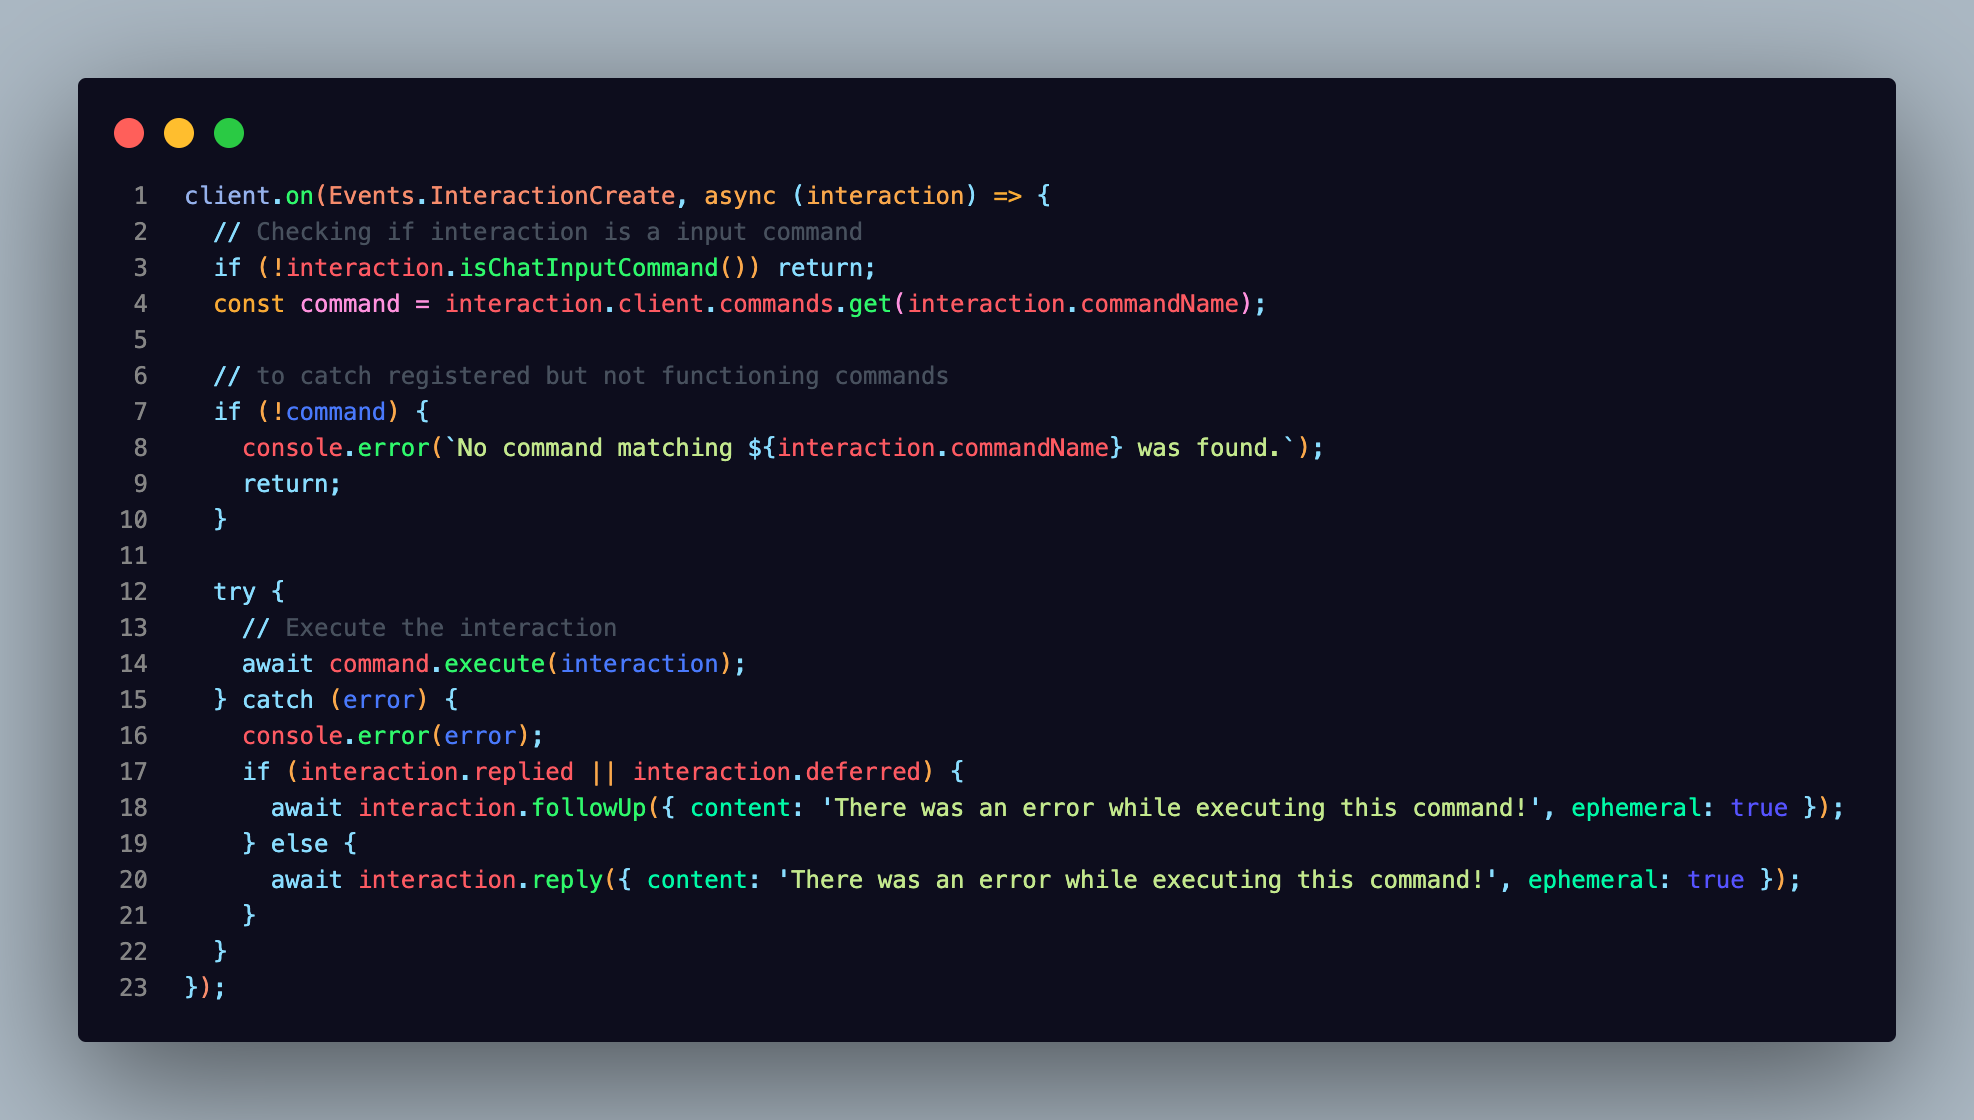 1 client.on(Events.InteractionCreate, async (interaction) => {
2 // Checking if interaction is a input command
3 if (!interaction.isChatInputCommand()) return;
4 const command = interaction.client.commands.get(interaction.commandName);
5
6 // to catch registered but not functioning commands
7 if (!command) {
8 console.error(`No command matching ${interaction.commandName} was found.`);
9 return;
10 }
11
12 try {
13 // Execute the interaction
14 await command.execute(interaction);
15 } catch (error) {
16 console.error(error);
17 if (interaction.replied || interaction.deferred) {
18 await interaction.followUp({ content: 'There was an error while executing this command!', ephemeral: true });
19 } else {
20 await interaction.reply({ content: 'There was an error while executing this command!', ephemeral: true });
21 }
22 }
23 });